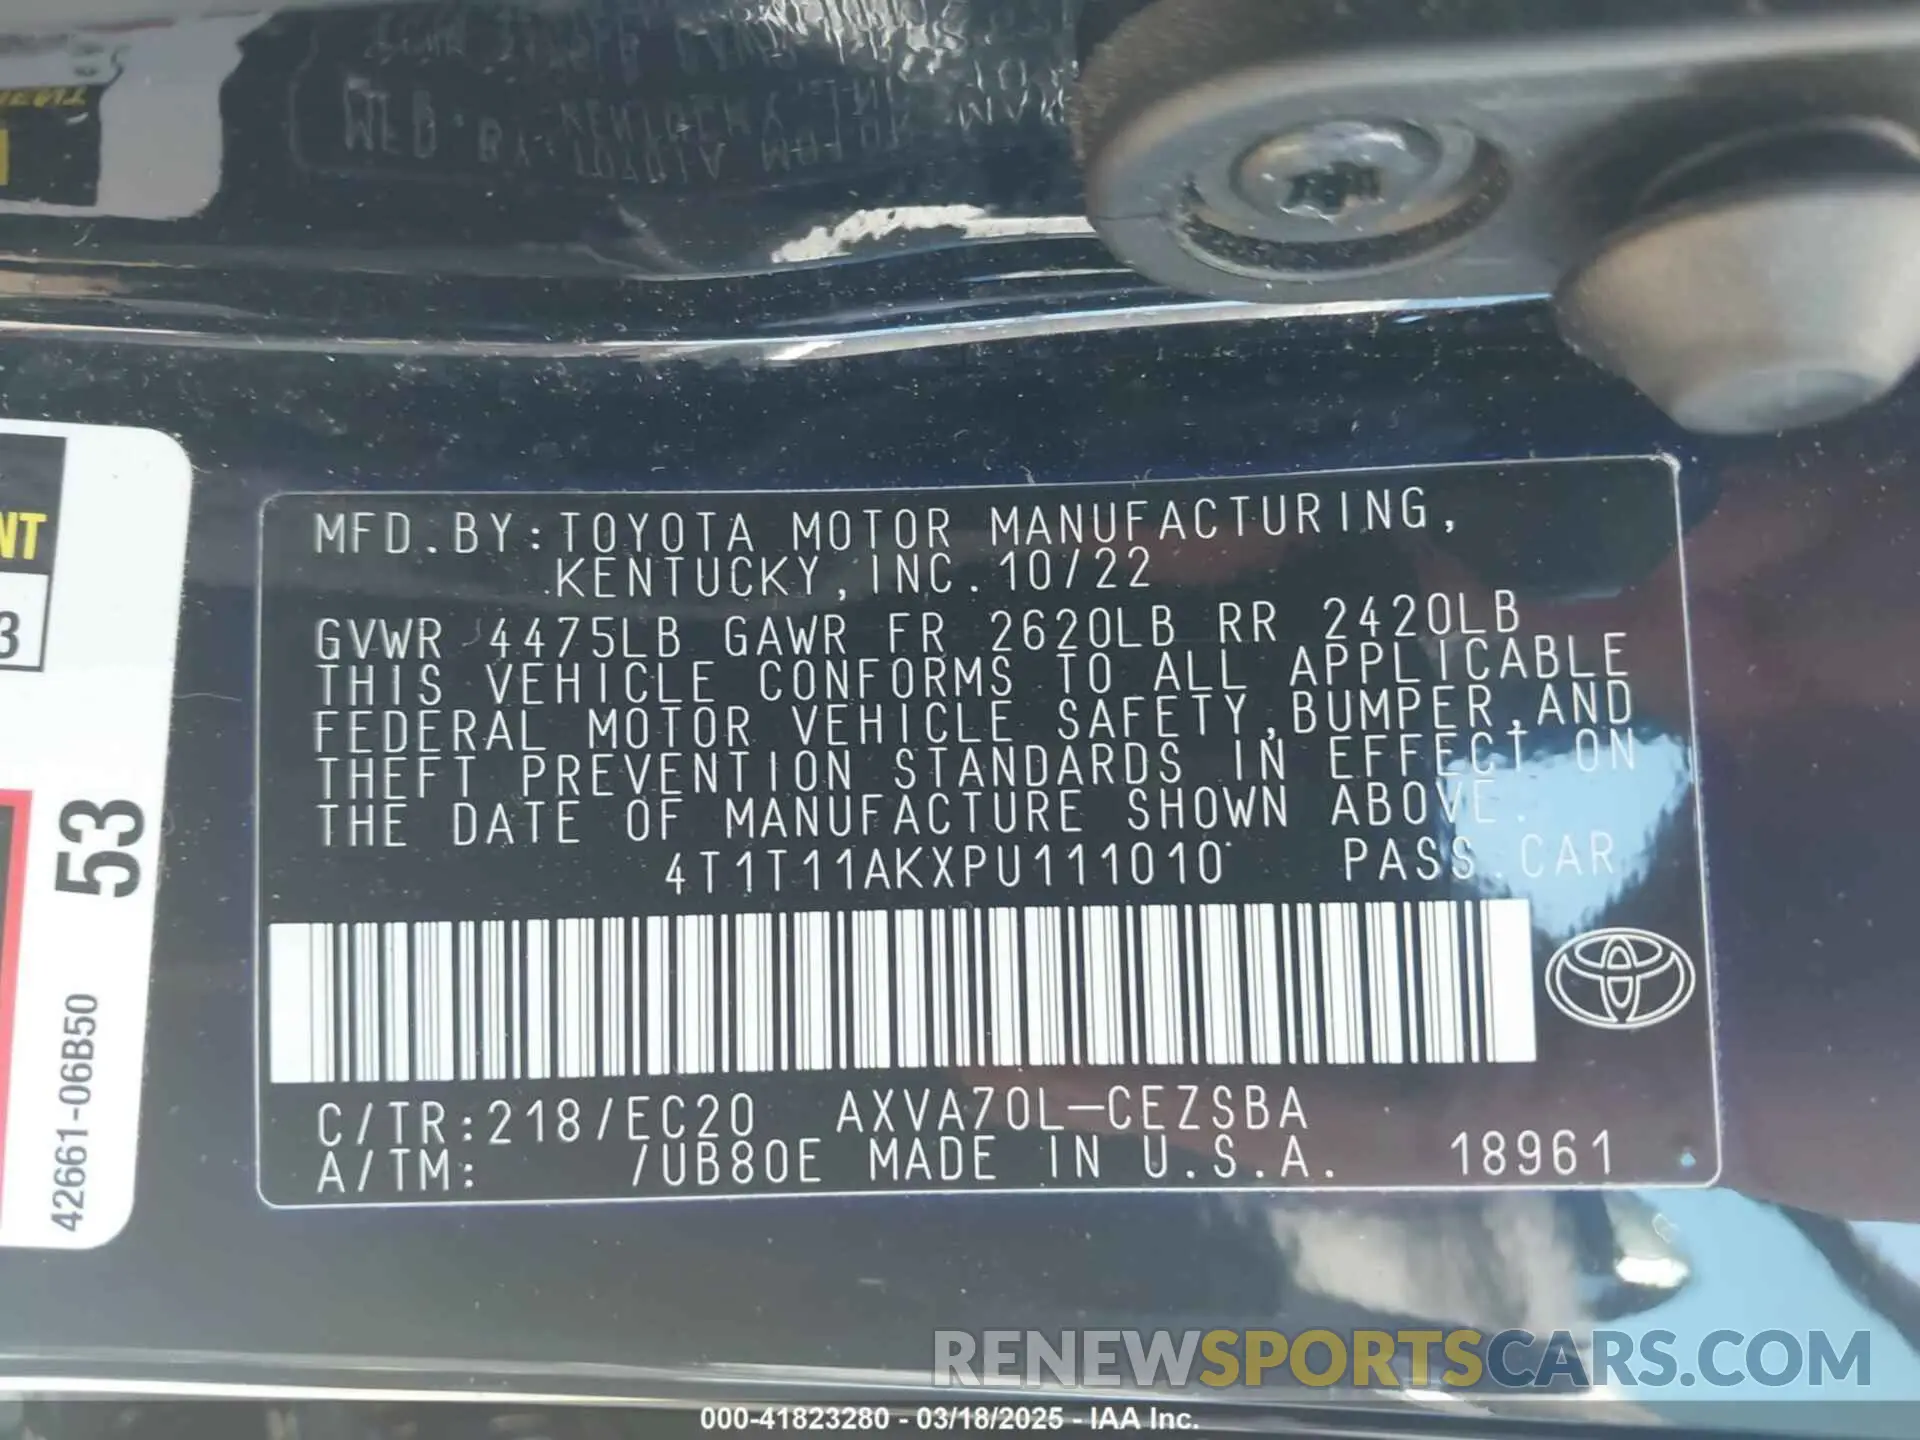 MFD.BY:TOYOTA MOTOR MANUFACTURING,
KENTUCKY,INC.10/22
GVWR 4475LB GAWR FR 2620LB RR 2420LB
THIS VEHICLE CONFORMS TO ALL APPLICABLE
FEDERAL MOTOR VEHICLE SAFETY,BUMPER,AND
THEFT PREVENTION STANDARDS IN EFFECT ON
THE DATE OF MANUFACTURE SHOWN ABOVE.
4T1T11AKXPU111010 PASS.CAR
C/TR:218/EC20 AXVA70L-CEZSBA
A/TM: /UB80E MADE IN U.S.A. 18961
NT
3
53
42661-06B50
RENEWSPORTSCARS.COM
000-41823280 - 03/18/2025 - IAA Inc.